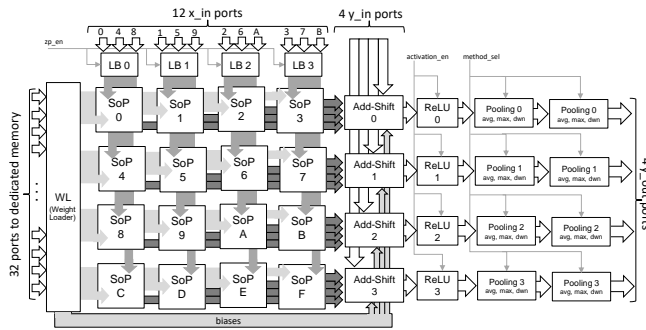 12 x_in ports
4 y_in ports
0 4 8 1 5 9 2 6 A 3 7 B
zp_en
activation_en
method_sel
LB 0
LB 1
LB 2
LB 3
32 ports to dedicated memory
WL
(Weight
Loader)
SoP
0
SoP
1
SoP
2
SoP
3
Add-Shift
0
ReLU
0
Pooling 0
avg, max, dwn
Pooling 0
avg, max, dwn
SoP
4
SoP
5
SoP
6
SoP
7
Add-Shift
1
ReLU
1
Pooling 1
avg, max, dwn
Pooling 1
avg, max, dwn
SoP
8
SoP
9
SoP
A
SoP
B
Add-Shift
2
ReLU
2
Pooling 2
avg, max, dwn
Pooling 2
avg, max, dwn
SoP
C
SoP
D
SoP
E
SoP
F
Add-Shift
3
ReLU
3
Pooling 3
avg, max, dwn
Pooling 3
avg, max, dwn
4 y_out ports
biases